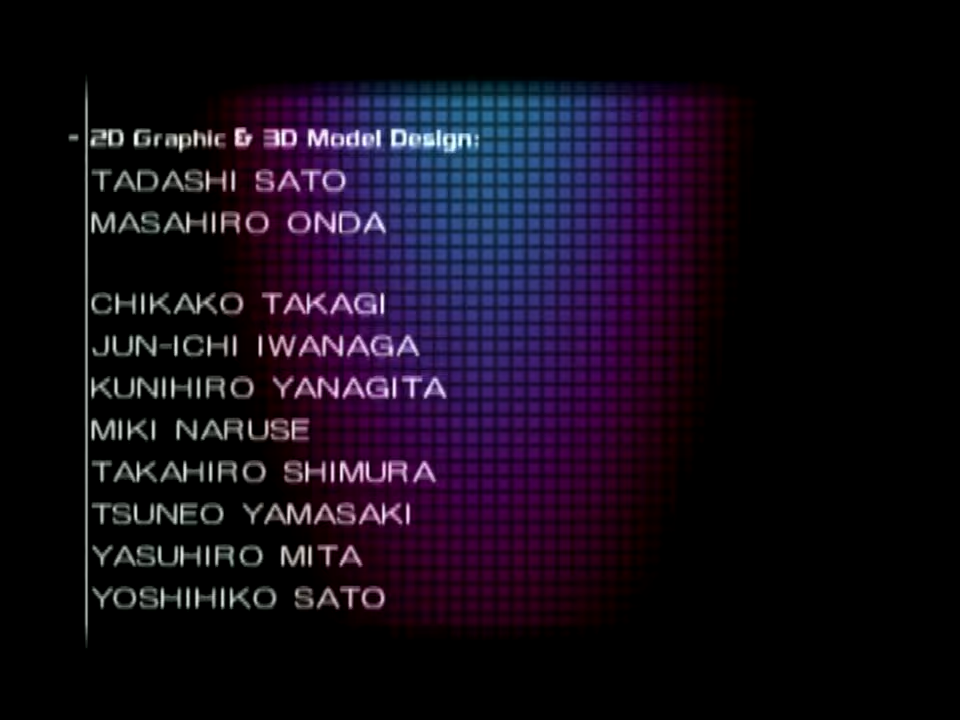 - 2D Graphic & 3D Model Design:
TADASHI SATO
MASAHIRO ONDA
CHIKAKO TAKAGI
JUN-ICHI IWANAGA
KUNIHIRO YANAGITA
MIKI NARUSE
TAKAHIRO SHIMURA
TSUNEO YAMASAKI
YASUHIRO MITA
YOSHIHIKO SATO